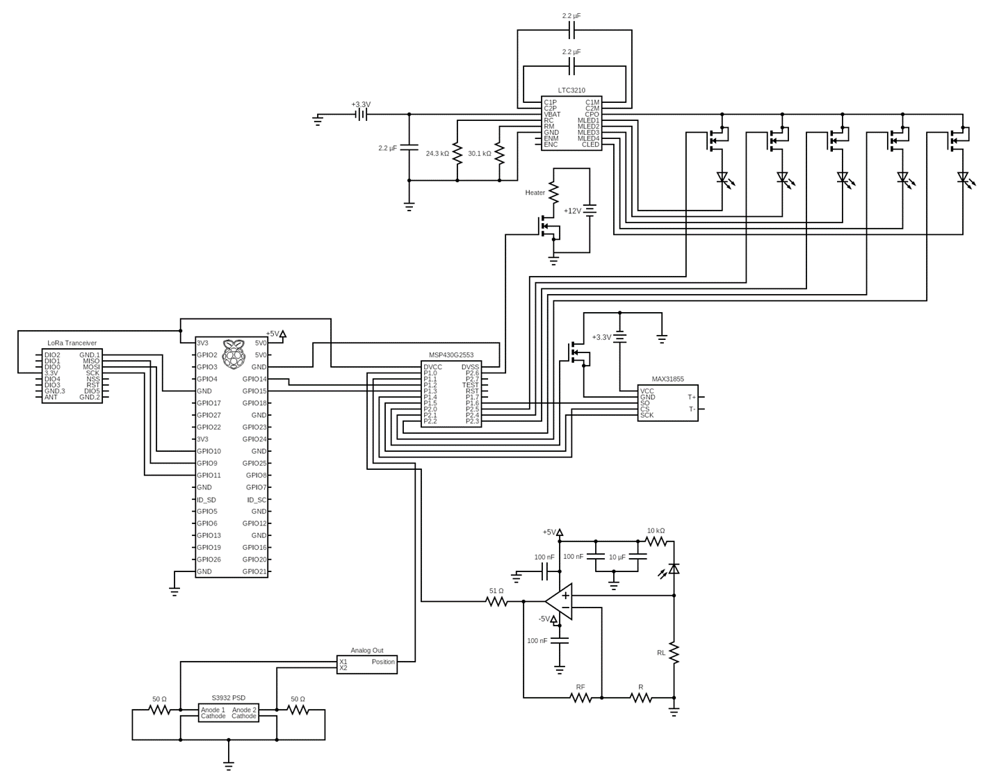 2.2 µF
2.2 µF
LTC3210
C1P C1M
C2P C2M
VBAT CPO
RC MLED1
RM MLED2
GND MLED3
ENM MLED4
ENC CLED
+3.3V
2.2 µF
24.3 kΩ
30.1 kΩ
Heater
+12V
+3.3V
+5V
LoRa Tranceiver
DIO2 GND.1
DIO1 MISO
DIO0 MOSI
3.3V SCK
DIO4 NSS
DIO3 RST
GND.3 DIO5
ANT GND.2
3V3 5V0
GPIO2 5V0
GPIO3 GND
GPIO4 GPIO14
GND GPIO15
GPIO17 GPIO18
GPIO27 GND
GPIO22 GPIO23
3V3 GPIO24
GPIO10 GND
GPIO9 GPIO25
GPIO11 GPIO8
GND GPIO7
ID_SD ID_SC
GPIO5 GND
GPIO6 GPIO12
GPIO13 GND
GPIO19 GPIO16
GPIO26 GPIO20
GND GPIO21
MSP430G2553
DVCC DVSS
P1.0 P2.6
P1.1 P2.7
P1.2 TEST
P1.3 RST
P1.4 P1.7
P1.5 P1.6
P2.0 P2.5
P2.1 P2.4
P2.2 P2.3
MAX31855
VCC
GND T+
SO
CS T-
SCK
+5V
10 kΩ
100 nF
100 nF
10 µF
51 Ω
-5V
100 nF
RL
RF
R
Analog Out
X1 Position
X2
S3932 PSD
50 Ω
50 Ω
Anode 1 Anode 2
Cathode Cathode